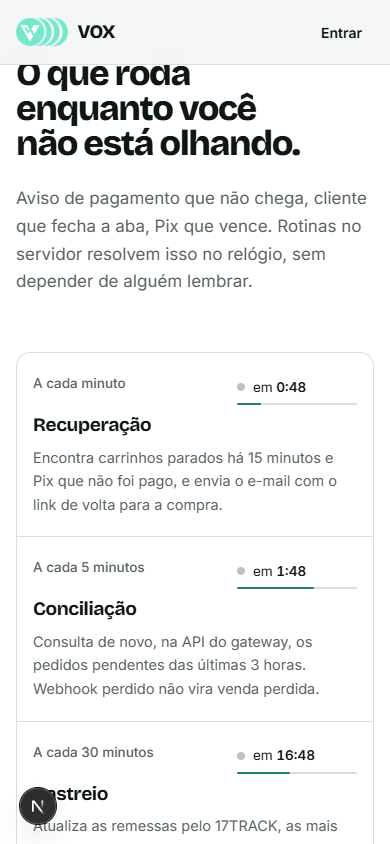 VOX
Entrar
O que roda
enquanto você
não está olhando.
Aviso de pagamento que não chega, cliente
que fecha a aba, Pix que vence. Rotinas no
servidor resolvem isso no relógio, sem
depender de alguém lembrar.
A cada minuto
em 0:48
Recuperação
Encontra carrinhos parados há 15 minutos e
Pix que não foi pago, e envia o e-mail com o
link de volta para a compra.
A cada 5 minutos
em 1:48
Conciliação
Consulta de novo, na API do gateway, os
pedidos pendentes das últimas 3 horas.
Webhook perdido não vira venda perdida.
A cada 30 minutos
em 16:48
N
astreio
Atualiza as remessas pelo 17TRACK, as mais